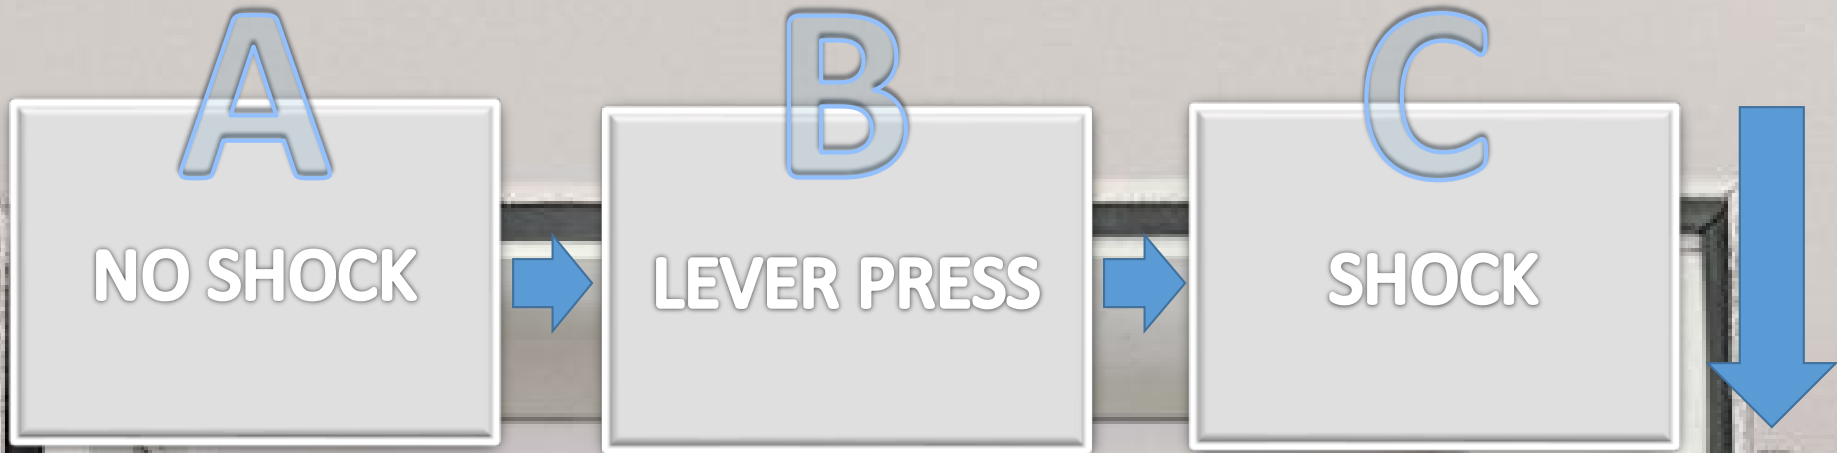 A
B
C
NO SHOCK
LEVER PRESS
SHOCK